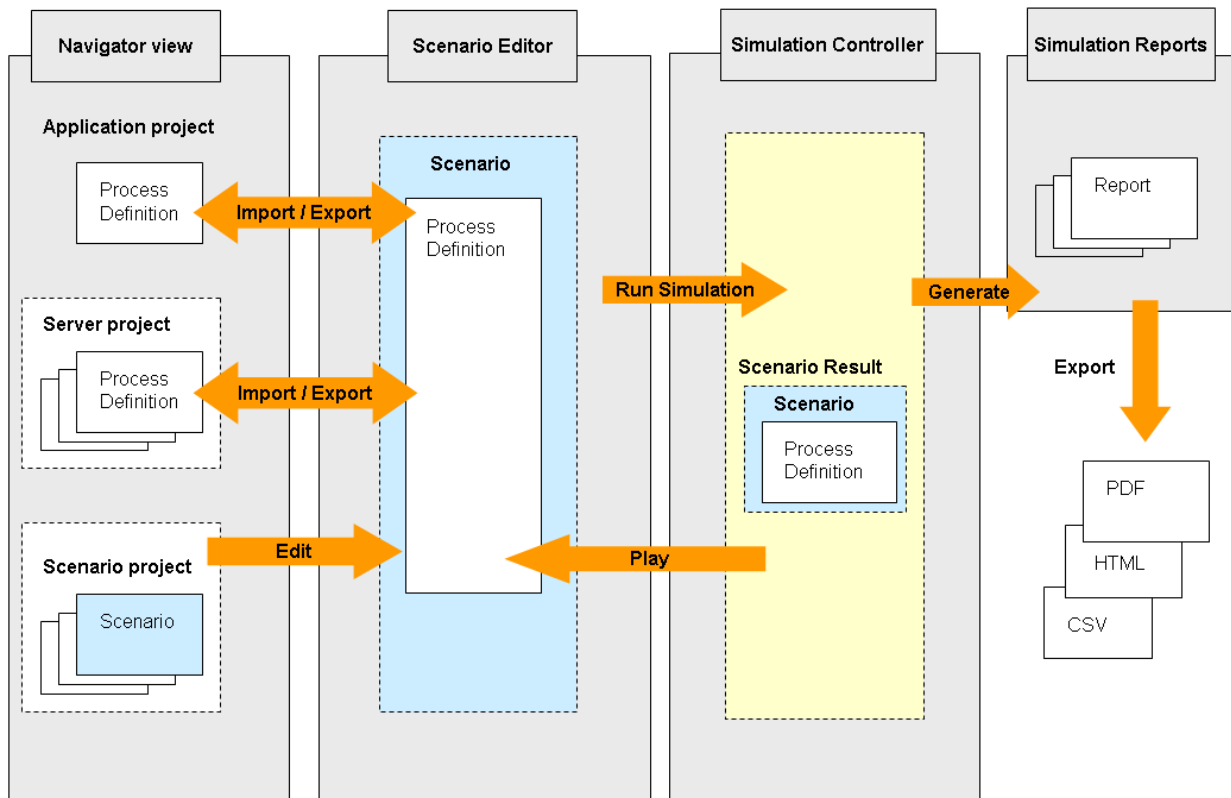 Navigator view
Scenario Editor
Simulation Controller
Simulation Reports
Application project
Process
Definition
Import / Export
Scenario
Process
Definition
Report
Run Simulation
Generate
Server project
Process
Definition
Import / Export
Scenario Result
Scenario
Process
Definition
Export
Edit
Play
Scenario project
Scenario
PDF
HTML
CSV